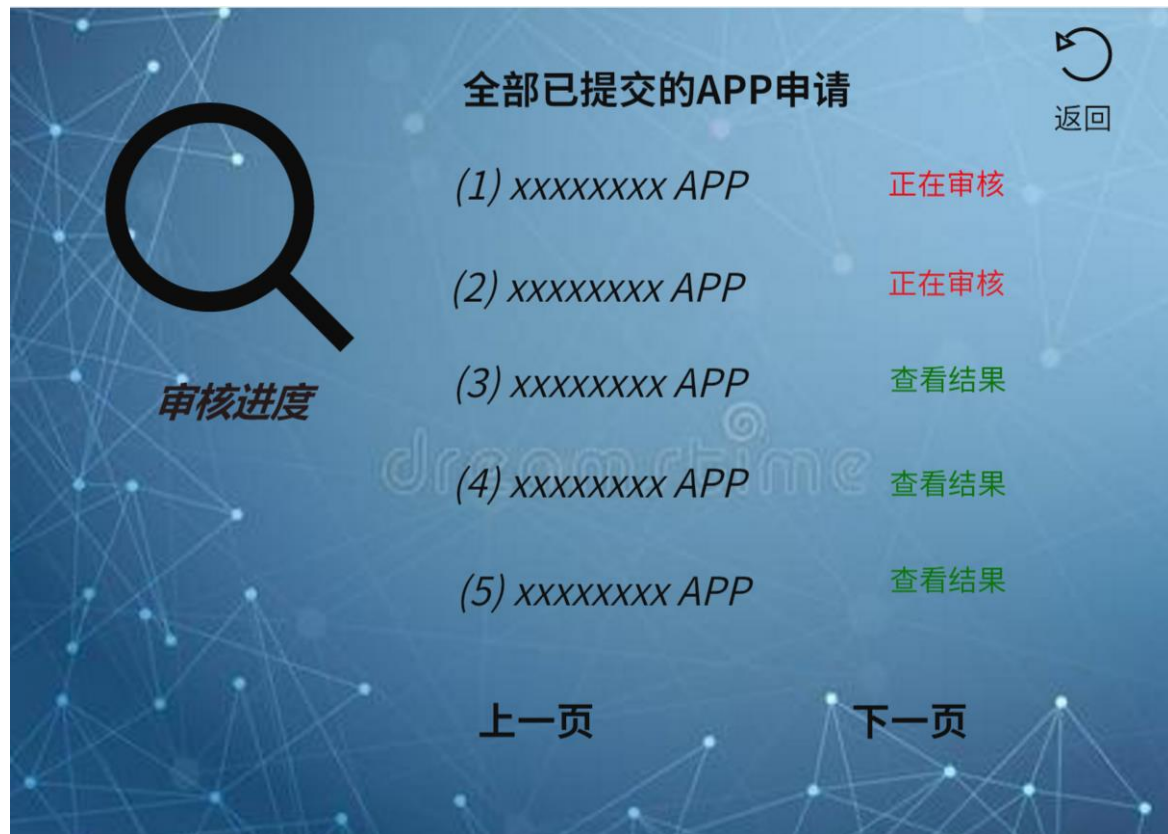 全部已提交的APP申请
返回
(1) xxxxxxxx APP 正在审核
(2) xxxxxxxx APP 正在审核
审核进度
(3) xxxxxxxx APP 查看结果
dreamstime
(4) xxxxxxxx APP 查看结果
(5) xxxxxxxx APP 查看结果
上一页 下一页